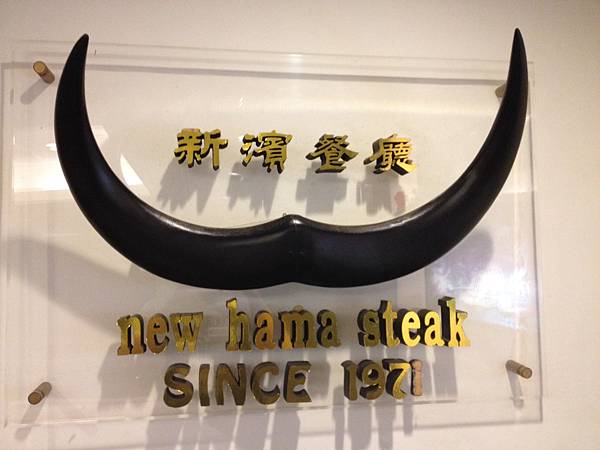 新濱餐廳
new hama steak
SINCE 1971